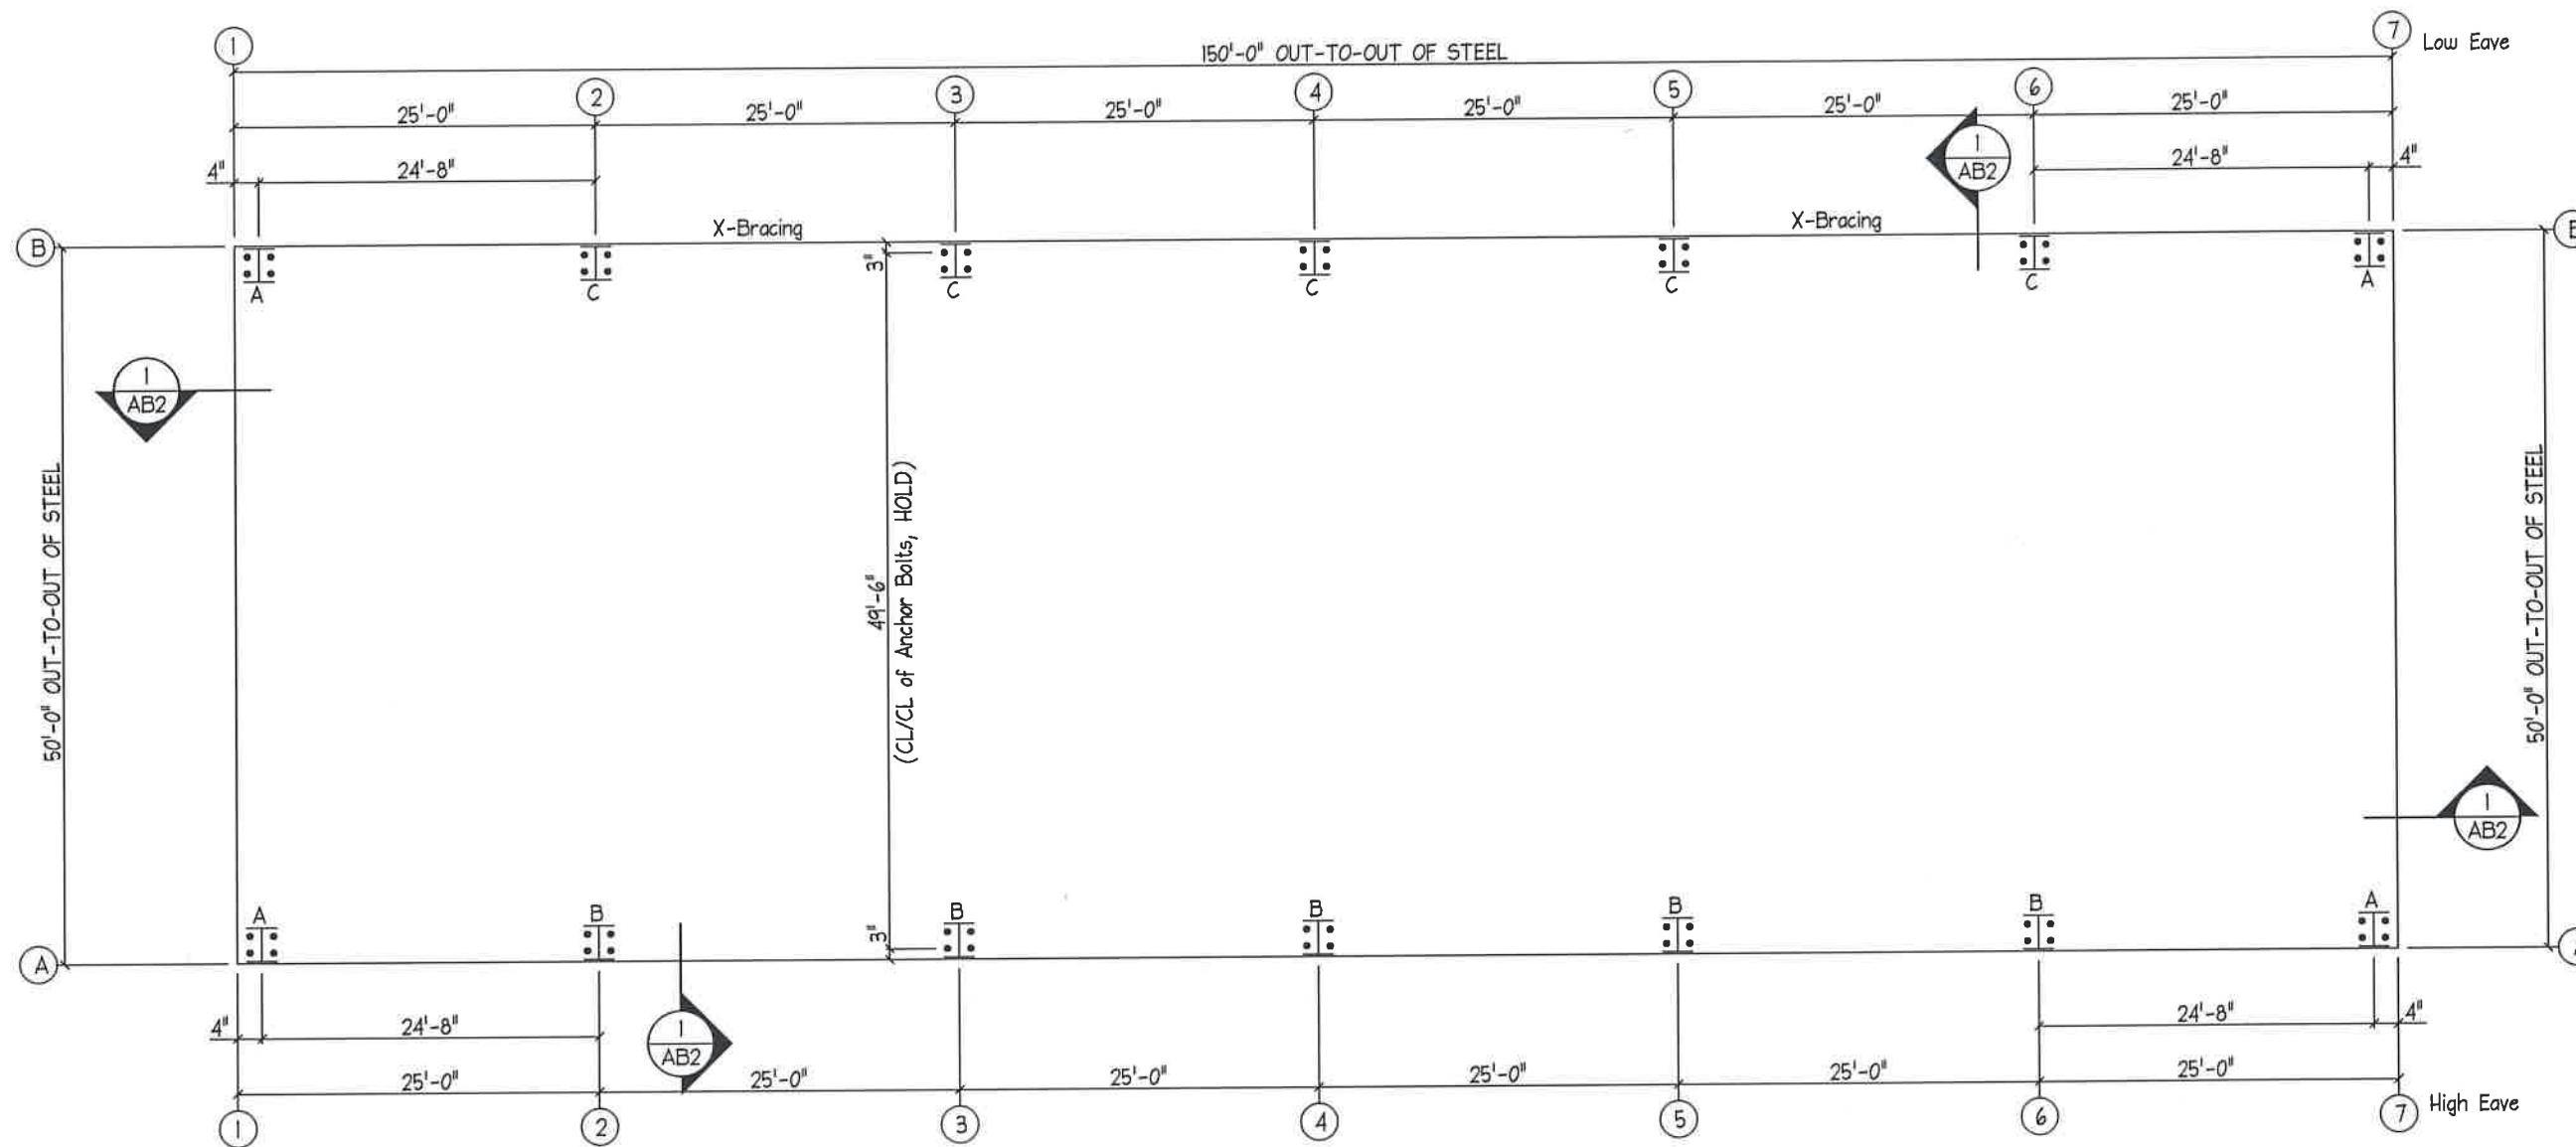 1
7
Low Eave
150'-0" OUT-TO-OUT OF STEEL
2
3
4
5
6
25'-0"
25'-0"
25'-0"
25'-0"
25'-0"
25'-0"
4"
24'-8"
1
AB2
24'-8"
4"
X-Bracing
X-Bracing
B
A
C
3"
C
C
C
C
A
1
AB2
50'-0" OUT-TO-OUT OF STEEL
49'-6"
(CL/CL of Anchor Bolts, HOLD)
50'-0" OUT-TO-OUT OF STEEL
1
AB2
A
A
B
3"
B
B
B
B
A
4"
24'-8"
1
AB2
24'-8"
4"
25'-0"
25'-0"
25'-0"
25'-0"
25'-0"
25'-0"
1
2
3
4
5
6
7
High Eave